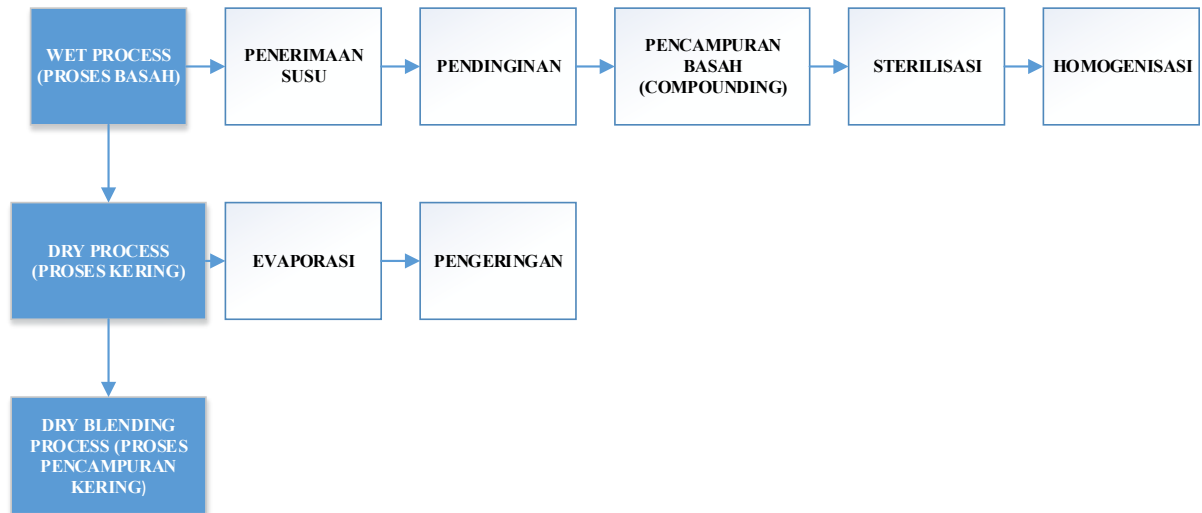 WET PROCESS
(PROSES BASAH)
PENERIMAAN
SUSU
PENDINGINAN
PENCAMPURAN
BASAH
(COMPOUNDING)
STERILISASI
HOMOGENISASI
DRY PROCESS
(PROSES KERING)
EVAPORASI
PENGERINGAN
DRY BLENDING
PROCESS (PROSES
PENCAMPURAN
KERING)